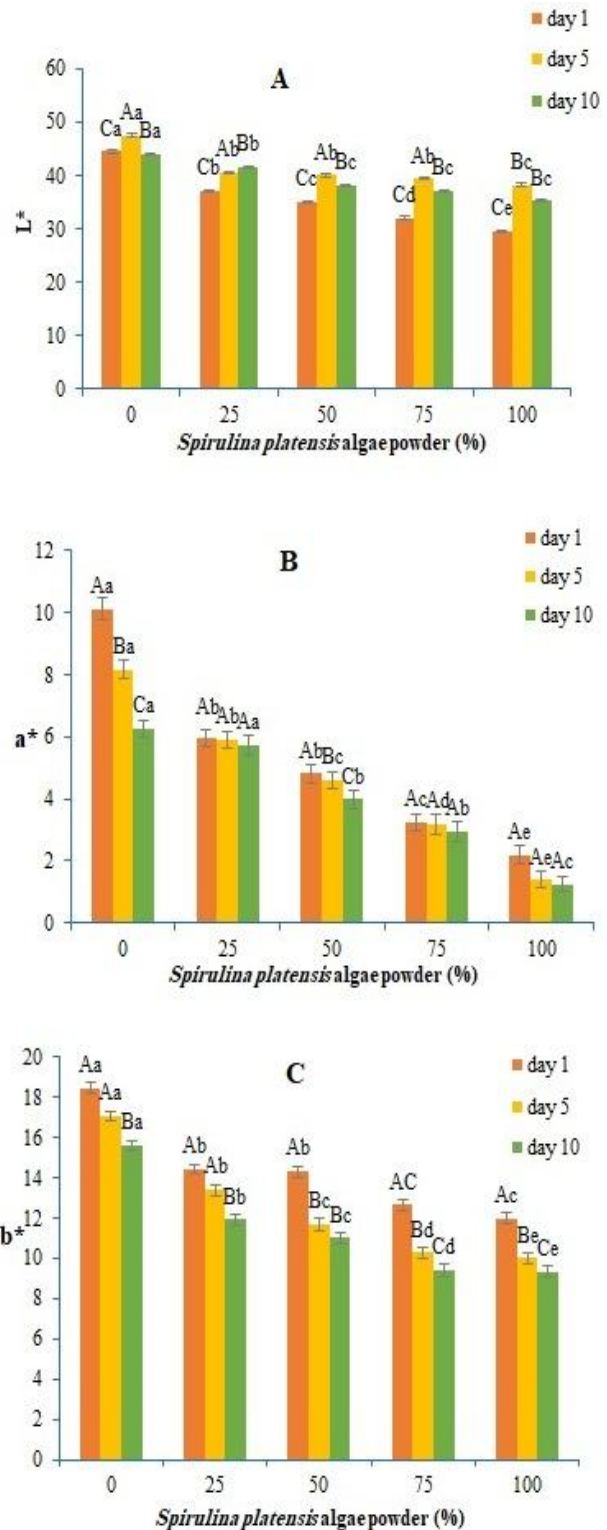 day 1
day 5
day 10
A
60
50
40
30
20
10
0
L*
Ca Aa Ba
Cb Ab Bb
Cc Ab Bc
Cd Ab Bc
Ce Bc Bc
0 25 50 75 100
Spirulina platensis algae powder (%)
day 1
day 5
day 10
B
12
10
8
6
4
2
0
a*
Aa Ba Ca
Ab Ab Aa
Ab Bc Cb
Ac Ad Ab
Ae Ae Ac
0 25 50 75 100
Spirulina platensis algae powder (%)
day 1
day 5
day 10
C
20
18
16
14
12
10
8
6
4
2
0
b*
Aa Aa Ba
Ab Ab Bb
Ab Bc Bc
AC Bd Cd
Ac Be Ce
0 25 50 75 100
Spirulina platensis algae powder (%)